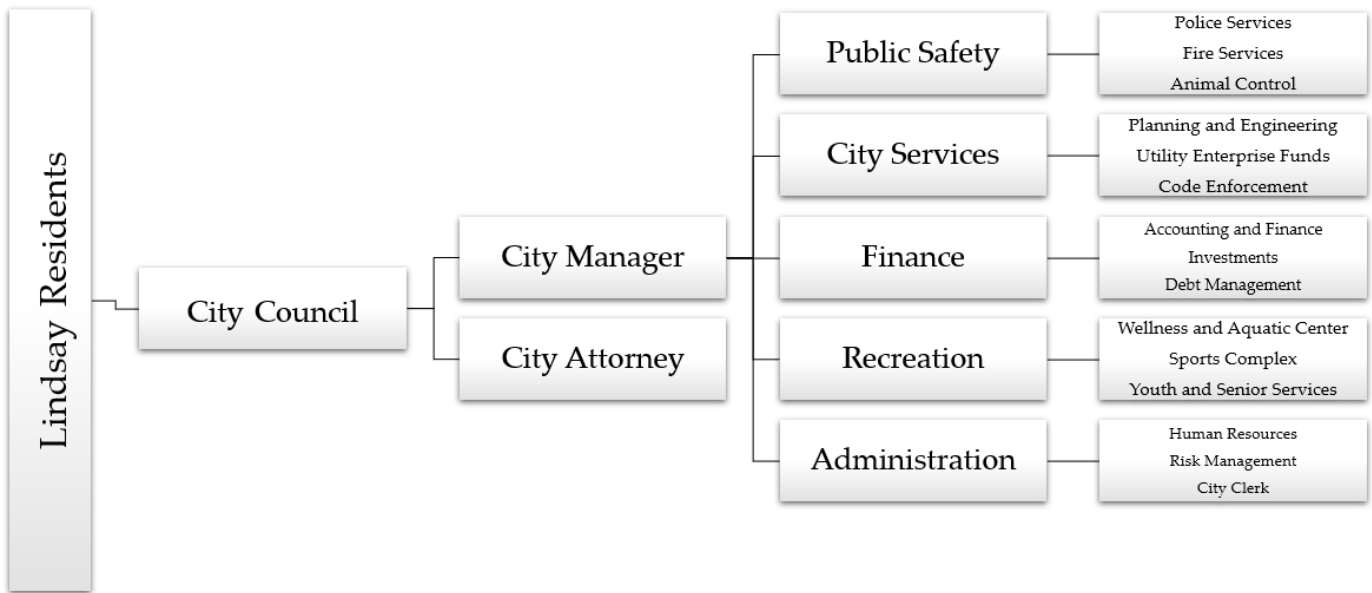 Lindsay Residents
City Council
City Manager
City Attorney
Public Safety
Police Services
Fire Services
Animal Control
City Services
Planning and Engineering
Utility Enterprise Funds
Code Enforcement
Finance
Accounting and Finance
Investments
Debt Management
Recreation
Wellness and Aquatic Center
Sports Complex
Youth and Senior Services
Administration
Human Resources
Risk Management
City Clerk